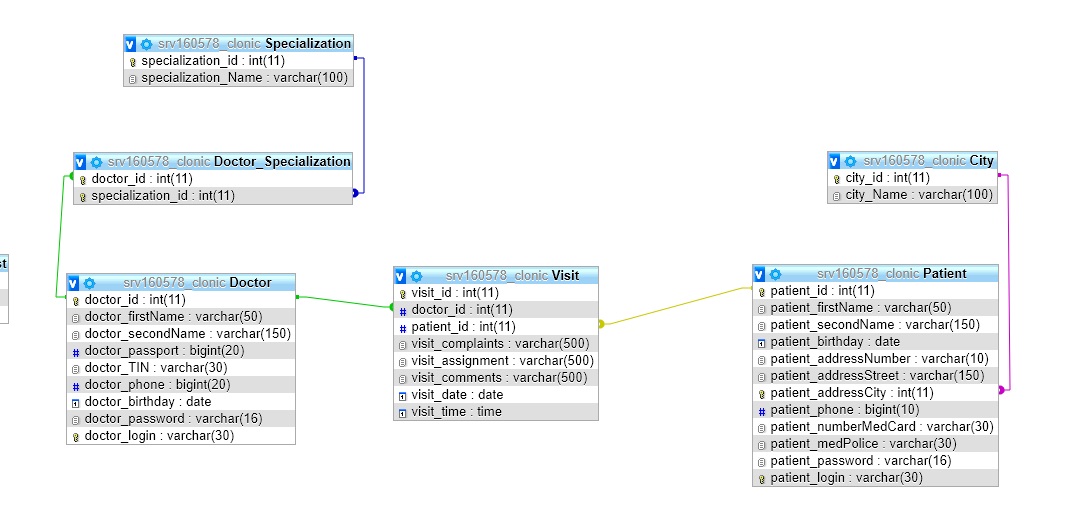 srv160578_clonic Specialization
specialization_id : int(11)
specialization_Name : varchar(100)
srv160578_clonic Doctor_Specialization
doctor_id : int(11)
specialization_id : int(11)
srv160578_clonic City
city_id : int(11)
city_Name : varchar(100)
st
srv160578_clonic Doctor
doctor_id : int(11)
doctor_firstName : varchar(50)
doctor_secondName : varchar(150)
doctor_passport : bigint(20)
doctor_TIN : varchar(30)
doctor_phone : bigint(20)
doctor_birthday : date
doctor_password : varchar(16)
doctor_login : varchar(30)
srv160578_clonic Visit
visit_id : int(11)
doctor_id : int(11)
patient_id : int(11)
visit_complaints : varchar(500)
visit_assignment : varchar(500)
visit_comments : varchar(500)
visit_date : date
visit_time : time
srv160578_clonic Patient
patient_id : int(11)
patient_firstName : varchar(50)
patient_secondName : varchar(150)
patient_birthday : date
patient_addressNumber : varchar(10)
patient_addressStreet : varchar(150)
patient_addressCity : int(11)
patient_phone : bigint(10)
patient_numberMedCard : varchar(30)
patient_medPolice : varchar(30)
patient_password : varchar(16)
patient_login : varchar(30)